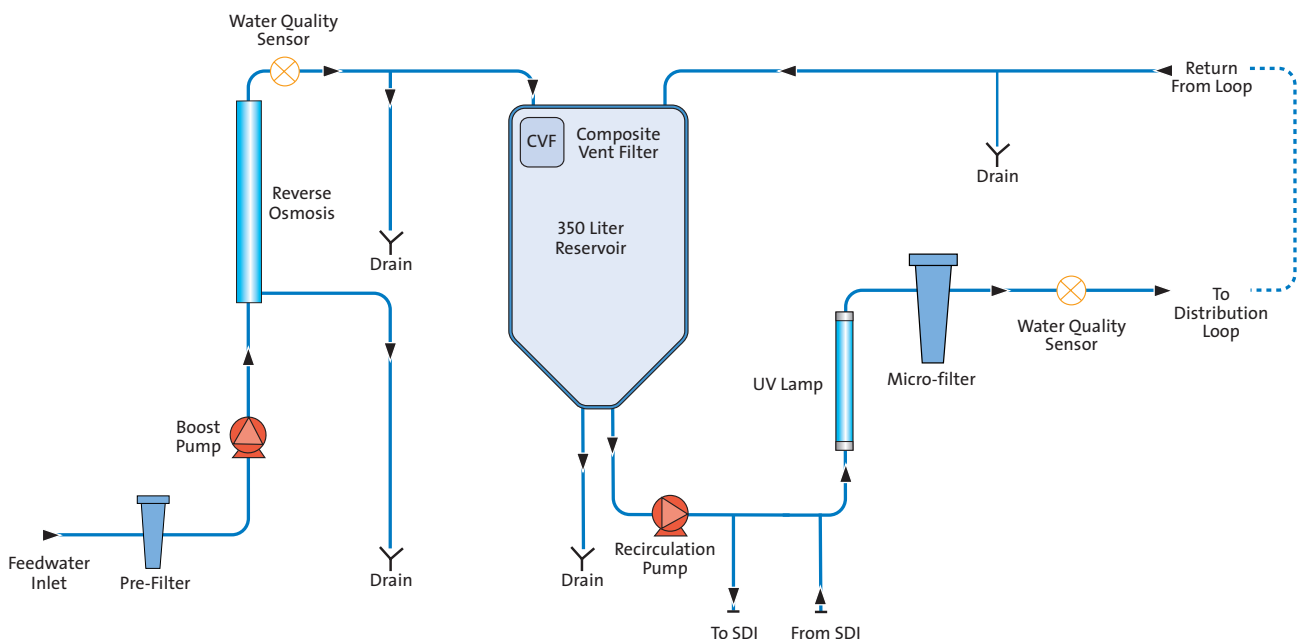 Water Quality
Sensor
Reverse
Osmosis
Drain
Boost
Pump
Feedwater
Inlet
Pre-Filter
Drain
CVF
Composite
Vent Filter
350 Liter
Reservoir
Drain
Recirculation
Pump
To SDI
From SDI
UV Lamp
Micro-filter
Water Quality
Sensor
To
Distribution
Loop
Return
From Loop
Drain